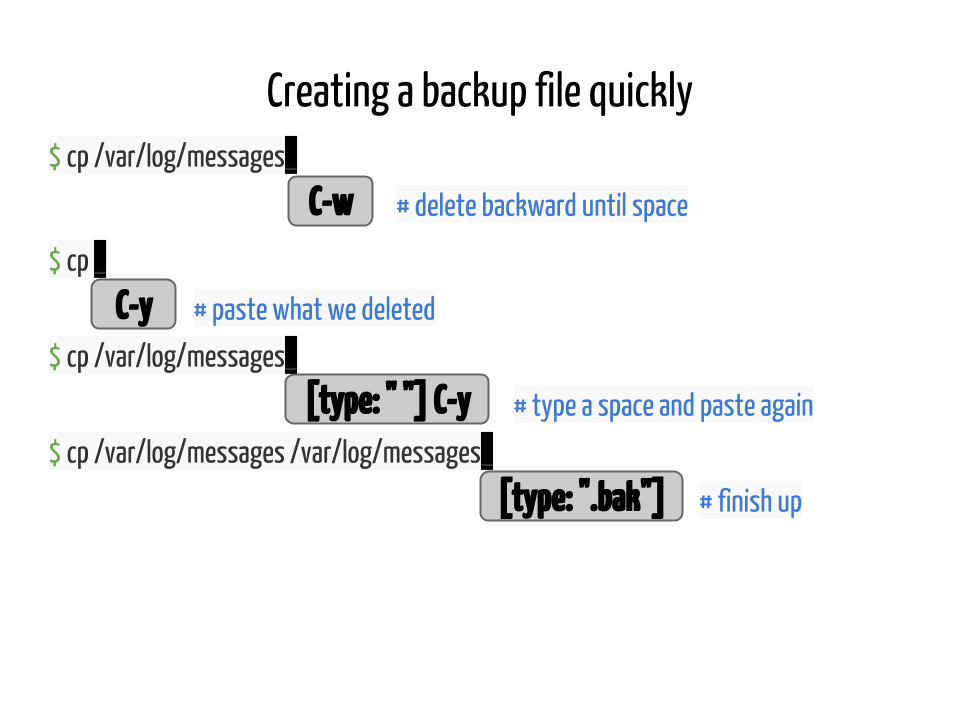 Creating a backup file quickly
$ cp /var/log/messages
C-w # delete backward until space
$ cp
C-y # paste what we deleted
$ cp /var/log/messages
[type: " "] C-y # type a space and paste again
$ cp /var/log/messages /var/log/messages
[type: ".bak"] # finish up